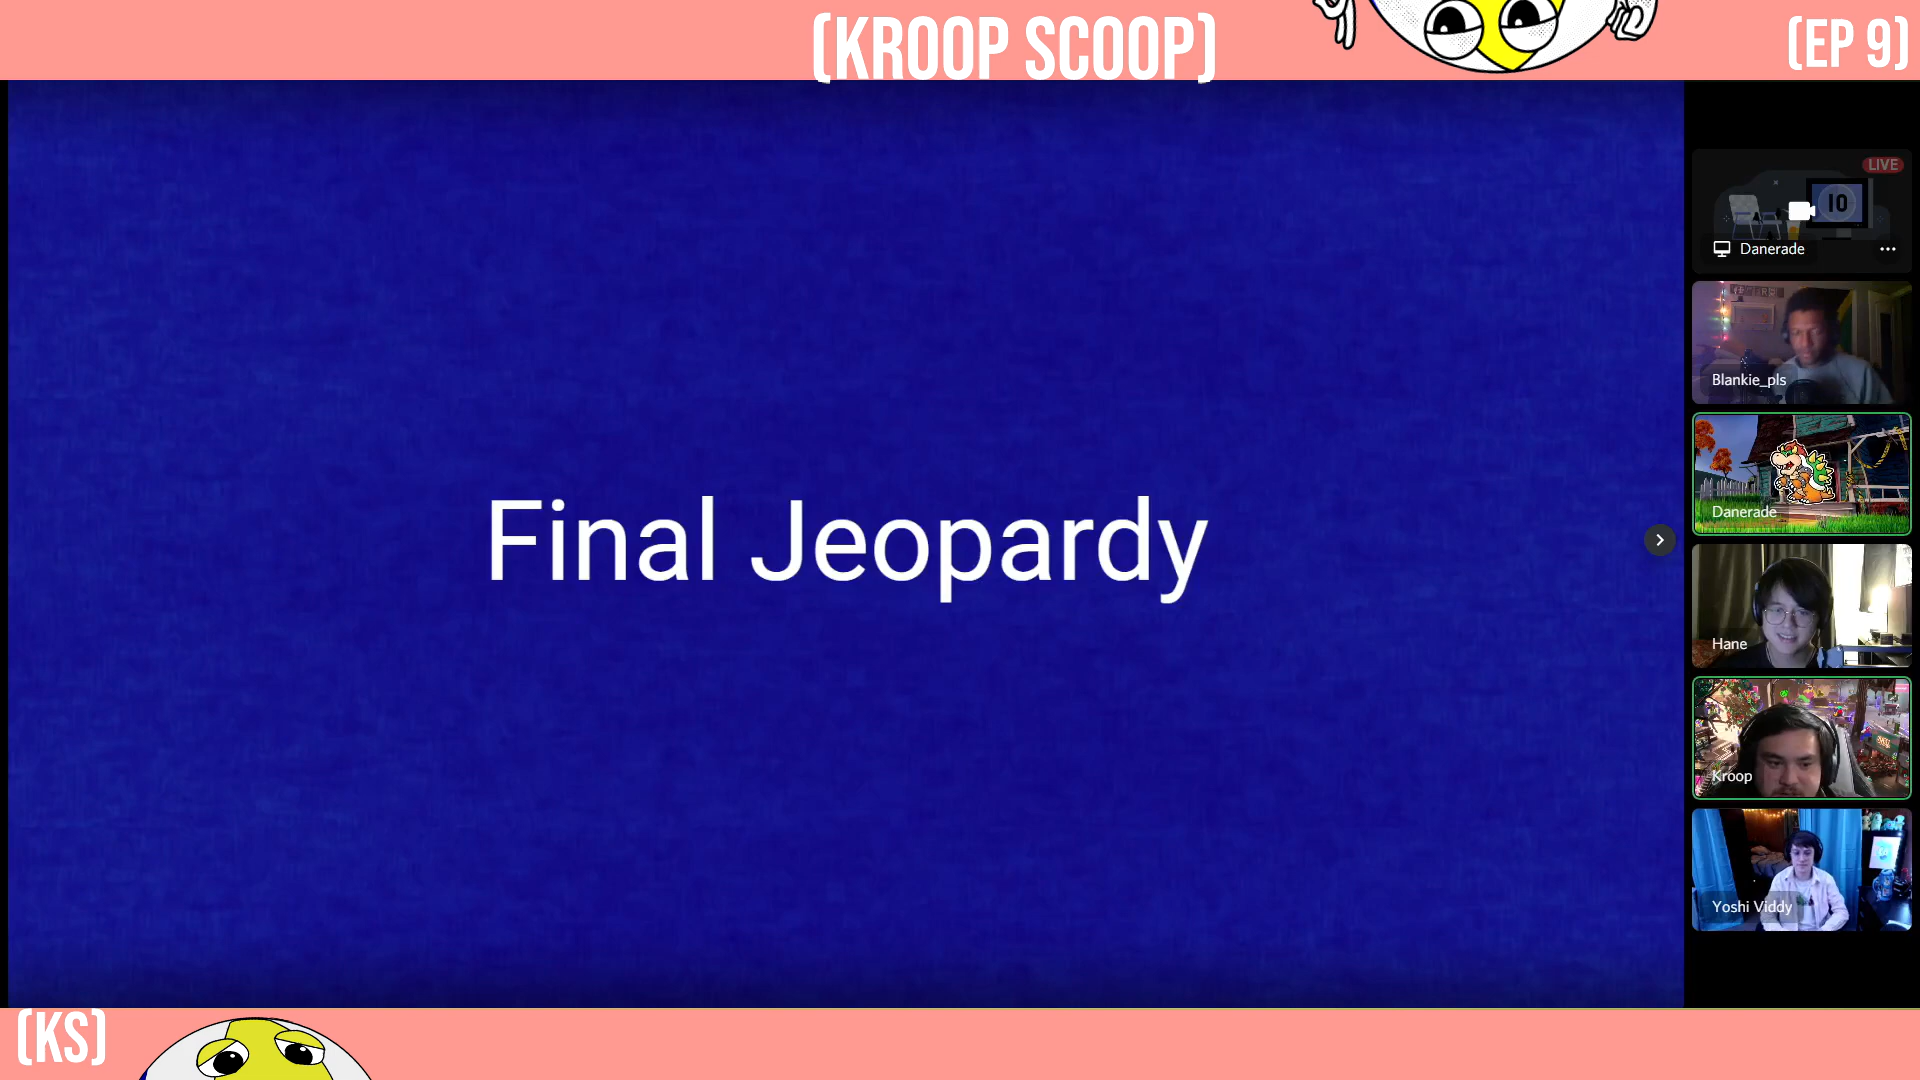 (KROOP SCOOP)
(EP 9)
Final Jeopardy
LIVE
10
Danerade
Blankie_pls
Danerade
Hane
Kroop
Yoshi Viddy
(KS)